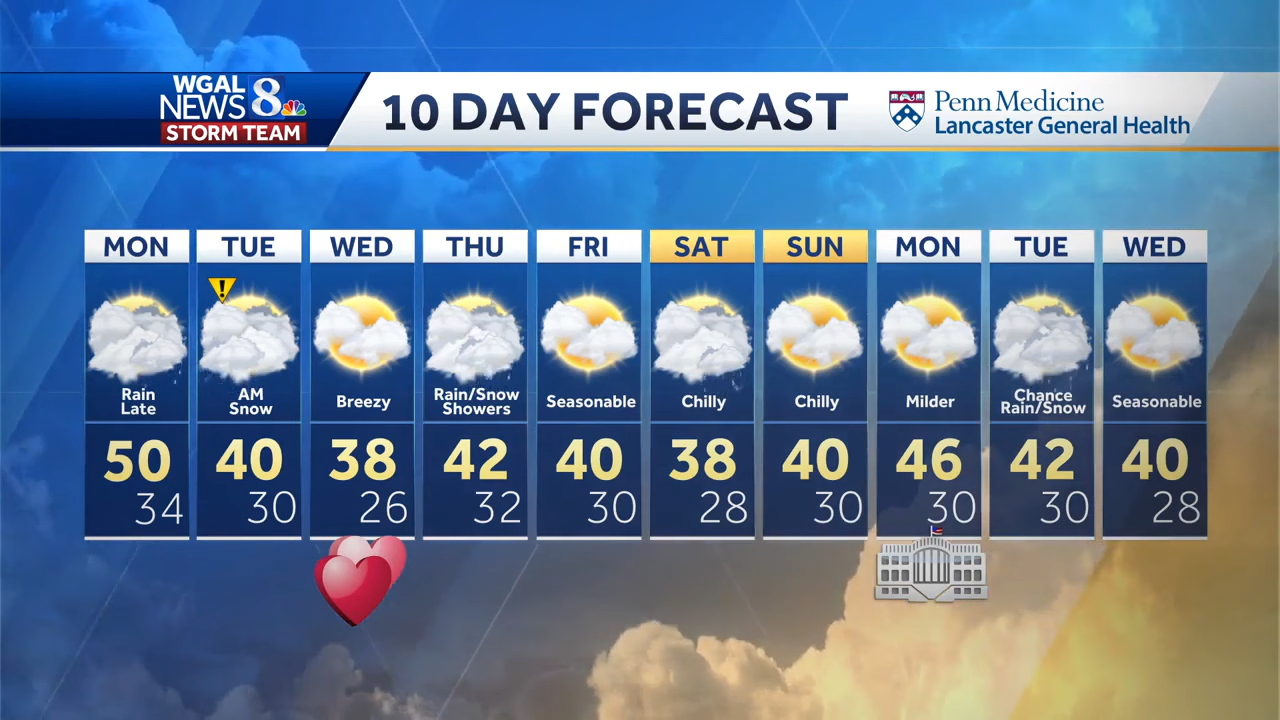 WGAL
NEWS 8
STORM TEAM
10 DAY FORECAST
Penn Medicine
Lancaster General Health
MON
Rain
Late
50
34
TUE
!
AM
Snow
40
30
WED
Breezy
38
26
THU
Rain/Snow
Showers
42
32
FRI
Seasonable
40
30
SAT
Chilly
38
28
SUN
Chilly
40
30
MON
Milder
46
30
TUE
Chance
Rain/Snow
42
30
WED
Seasonable
40
28